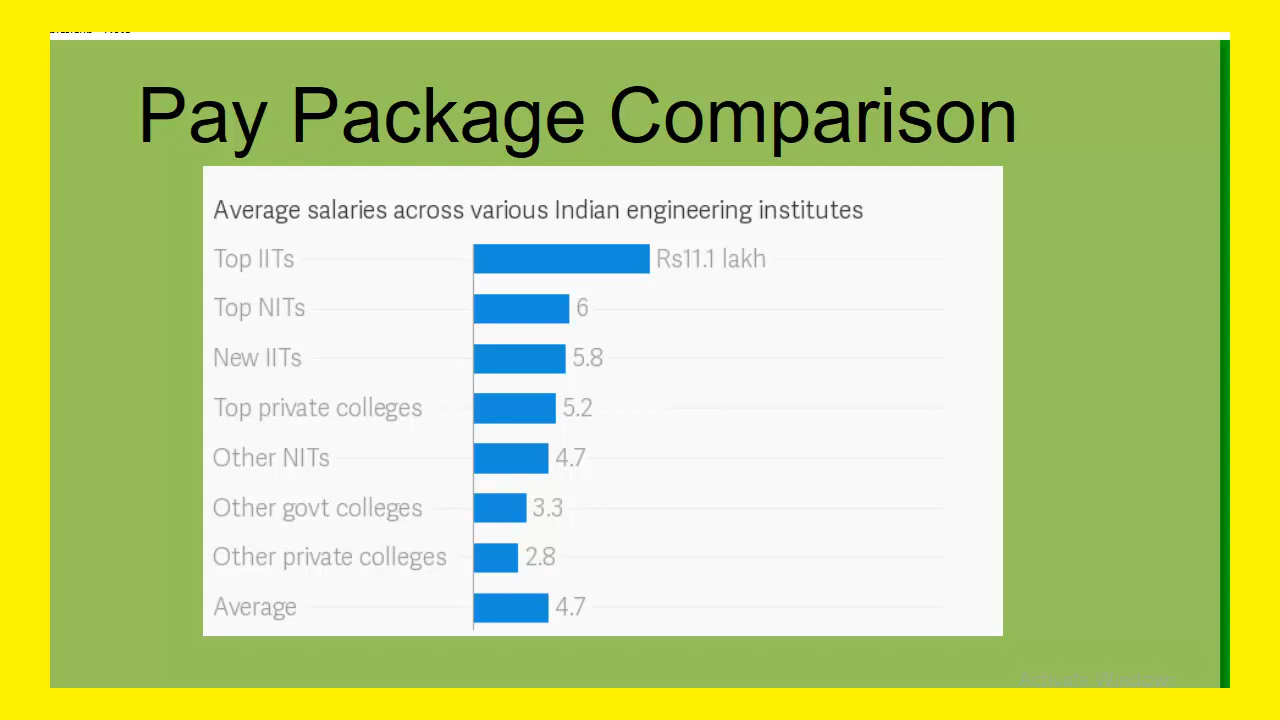 Pay Package Comparison
Average salaries across various Indian engineering institutes
Top IITs Rs11.1 lakh
Top NITs 6
New IITs 5.8
Top private colleges 5.2
Other NITs 4.7
Other govt colleges 3.3
Other private colleges 2.8
Average 4.7
Activate Windows